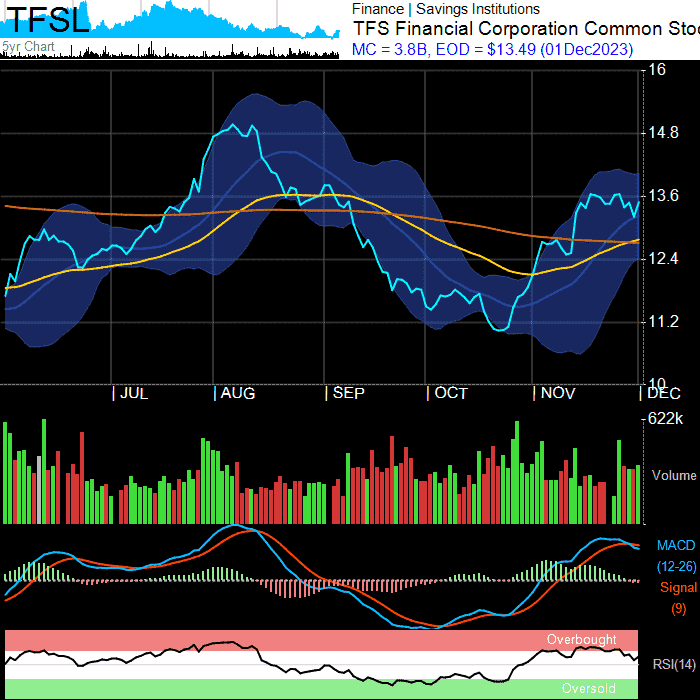 TFSL
5yr Chart
Finance | Savings Institutions
TFS Financial Corporation Common Stoc
MC = 3.8B, EOD = $13.49 (01Dec2023)
16
14.8
13.6
12.4
11.2
10
| JUL
| AUG
| SEP
| OCT
| NOV
| DEC
622k
Volume
MACD
(12-26)
Signal
(9)
Overbought
RSI(14)
Oversold